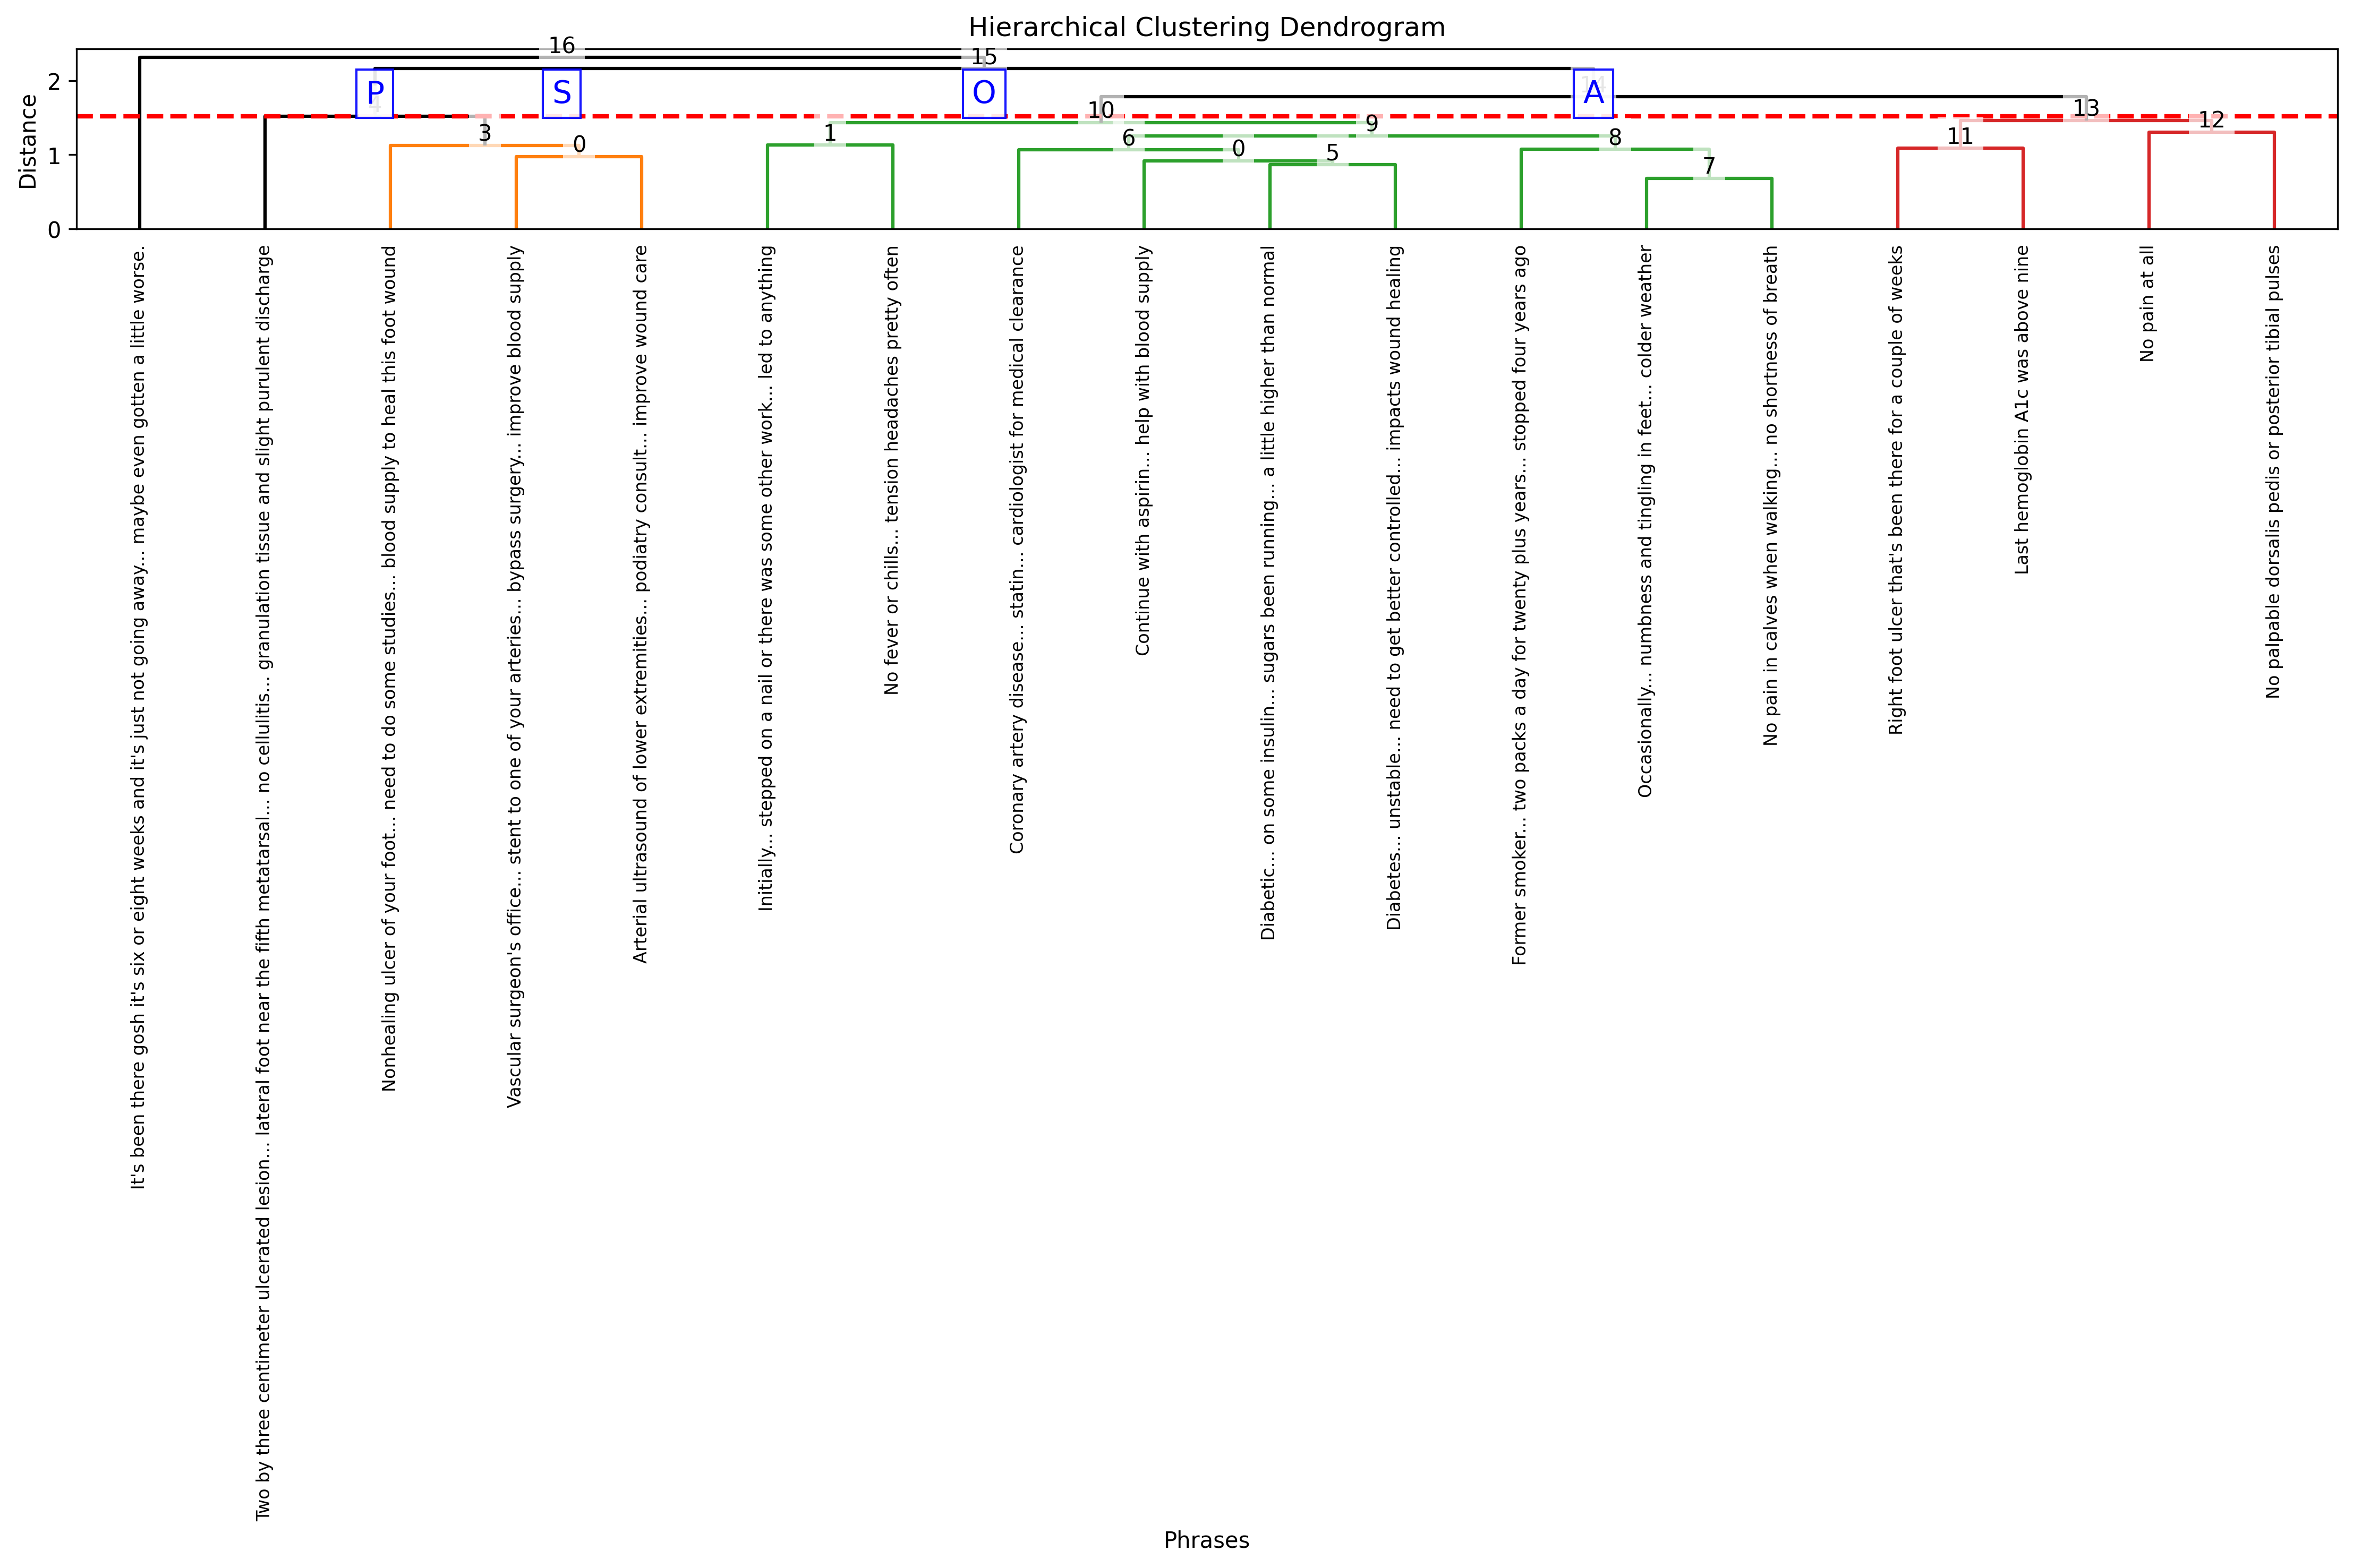 Hierarchical Clustering Dendrogram
Distance
2
1
0
16
15
P
S
O
A
14
4
10
13
9
12
3
1
6
8
11
0
0
5
7
It's been there gosh it's six or eight weeks and it's just not going away... maybe even gotten a little worse.
Two by three centimeter ulcerated lesion... lateral foot near the fifth metatarsal... no cellulitis... granulation tissue and slight purulent discharge
Nonhealing ulcer of your foot... need to do some studies... blood supply to heal this foot wound
Vascular surgeon's office... stent to one of your arteries... bypass surgery... improve blood supply
Arterial ultrasound of lower extremities... podiatry consult... improve wound care
Initially... stepped on a nail or there was some other work... led to anything
No fever or chills... tension headaches pretty often
Coronary artery disease... statin... cardiologist for medical clearance
Continue with aspirin... help with blood supply
Diabetic... on some insulin... sugars been running... a little higher than normal
Diabetes... unstable... need to get better controlled... impacts wound healing
Former smoker... two packs a day for twenty plus years... stopped four years ago
Occasionally... numbness and tingling in feet... colder weather
No pain in calves when walking... no shortness of breath
Right foot ulcer that's been there for a couple of weeks
Last hemoglobin A1c was above nine
No pain at all
No palpable dorsalis pedis or posterior tibial pulses
Phrases